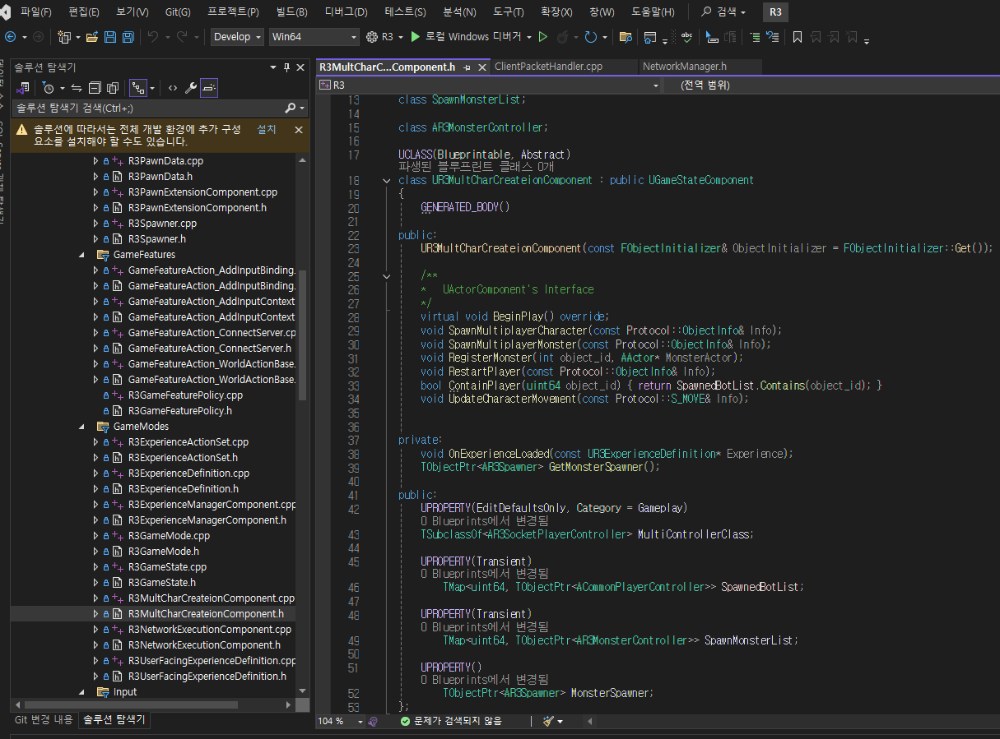 파일(F) 편집(E) 보기(V) Git(G) 프로젝트(P) 빌드(B) 디버그(D) 테스트(S) 분석(N) 도구(T) 확장(X) 창(W) 도움말(H) 검색 R3
Develop Win64 R3 로컬 Windows 디버거
솔루션 탐색기
솔루션 탐색기 검색(Ctrl+;)
솔루션에 따라서는 전체 개발 환경에 추가 구성 설치
요소를 설치해야 할 수도 있습니다.
R3PawnData.cpp
R3PawnData.h
R3PawnExtensionComponent.cpp
R3PawnExtensionComponent.h
R3Spawner.cpp
R3Spawner.h
GameFeatures
GameFeatureAction_AddInputBinding.
GameFeatureAction_AddInputBinding.
GameFeatureAction_AddInputContext
GameFeatureAction_AddInputContext
GameFeatureAction_ConnectServer.cp
GameFeatureAction_ConnectServer.h
GameFeatureAction_WorldActionBase.
GameFeatureAction_WorldActionBase.
R3GameFeaturePolicy.cpp
R3GameFeaturePolicy.h
GameModes
R3ExperienceActionSet.cpp
R3ExperienceActionSet.h
R3ExperienceDefinition.cpp
R3ExperienceDefinition.h
R3ExperienceManagerComponent.cpp
R3ExperienceManagerComponent.h
R3GameMode.cpp
R3GameMode.h
R3GameState.cpp
R3GameState.h
R3MultCharCreateionComponent.cpp
R3MultCharCreateionComponent.h
R3NetworkExecutionComponent.cpp
R3NetworkExecutionComponent.h
R3UserFacingExperienceDefinition.cpp
R3UserFacingExperienceDefinition.h
Input
Git 변경 내용 솔루션 탐색기
R3MultCharC...Component.h ClientPacketHandler.cpp NetworkManager.h
R3 (전역 범위)
13 class SpawnMonsterList;
14
15 class AR3MonsterController;
16
17 UCLASS(Blueprintable, Abstract)
파생된 블루프린트 클래스 0개
18 class UR3MultCharCreateionComponent : public UGameStateComponent
19 {
20 GENERATED_BODY()
21
22 public:
23 UR3MultCharCreateionComponent(const FObjectInitializer& ObjectInitializer = FObjectInitializer::Get());
24
25 /**
26 * UActorComponent's Interface
27 */
28 virtual void BeginPlay() override;
29 void SpawnMultiplayerCharacter(const Protocol::ObjectInfo& Info);
30 void SpawnMultiplayerMonster(const Protocol::ObjectInfo& Info);
31 void RegisterMonster(int object_id, AActor* MonsterActor);
32 void RestartPlayer(const Protocol::ObjectInfo& Info);
33 bool ContainPlayer(uint64 object_id) { return SpawnedBotList.Contains(object_id); }
34 void UpdateCharacterMovement(const Protocol::S_MOVE& Info);
35
36
37 private:
38 void OnExperienceLoaded(const UR3ExperienceDefinition* Experience);
39 TObjectPtr<AR3Spawner> GetMonsterSpawner();
40
41 public:
42 UPROPERTY(EditDefaultsOnly, Category = Gameplay)
0 Blueprints에서 변경됨
43 TSubclassOf<AR3SocketPlayerController> MultiControllerClass;
44
45 UPROPERTY(Transient)
0 Blueprints에서 변경됨
46 TMap<uint64, TObjectPtr<ACommonPlayerController>> SpawnedBotList;
47
48 UPROPERTY(Transient)
0 Blueprints에서 변경됨
49 TMap<uint64, TObjectPtr<AR3MonsterController>> SpawnMonsterList;
50
51 UPROPERTY()
0 Blueprints에서 변경됨
52 TObjectPtr<AR3Spawner> MonsterSpawner;
53 };
104 % 문제가 검색되지 않음